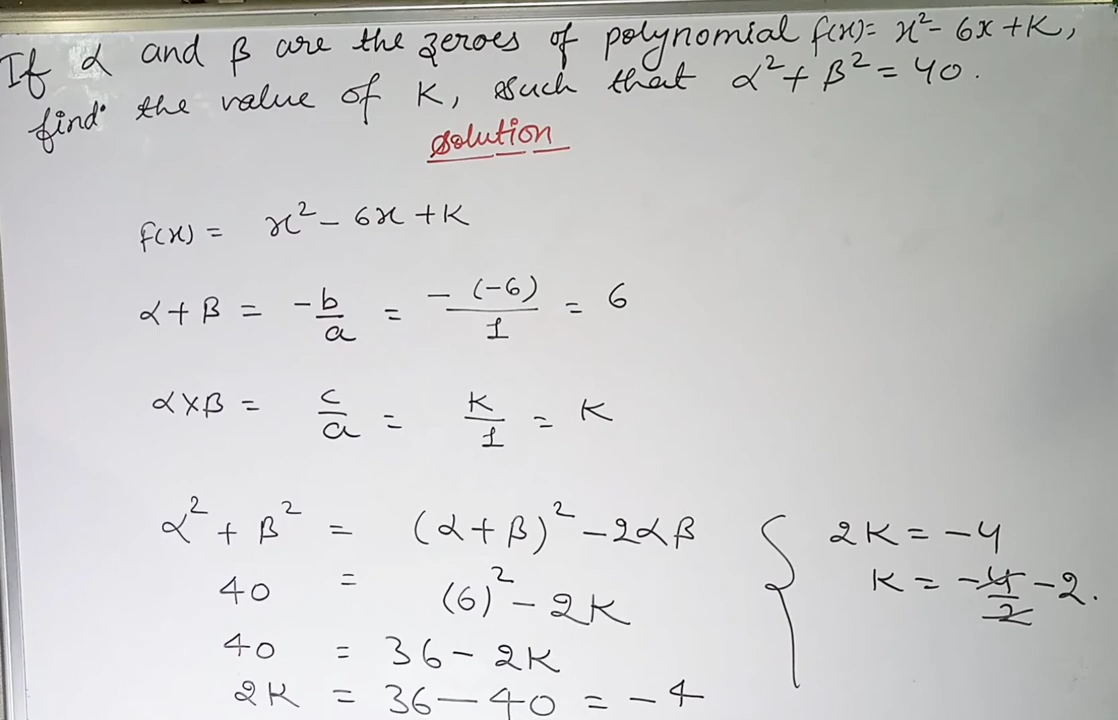 If α and β are the zeroes of polynomial f(x)= x²- 6x +K,
find the value of K, such that α² + β² = 40.
solution
f(x) = x² - 6x + K
α + β = -b/a = -(-6)/1 = 6
α × β = c/a = K/1 = K
α² + β² = (α + β)² - 2αβ
40 = (6)² - 2K
40 = 36 - 2K
2K = 36 - 40 = -4
2K = -4
K = -4/2 -2.